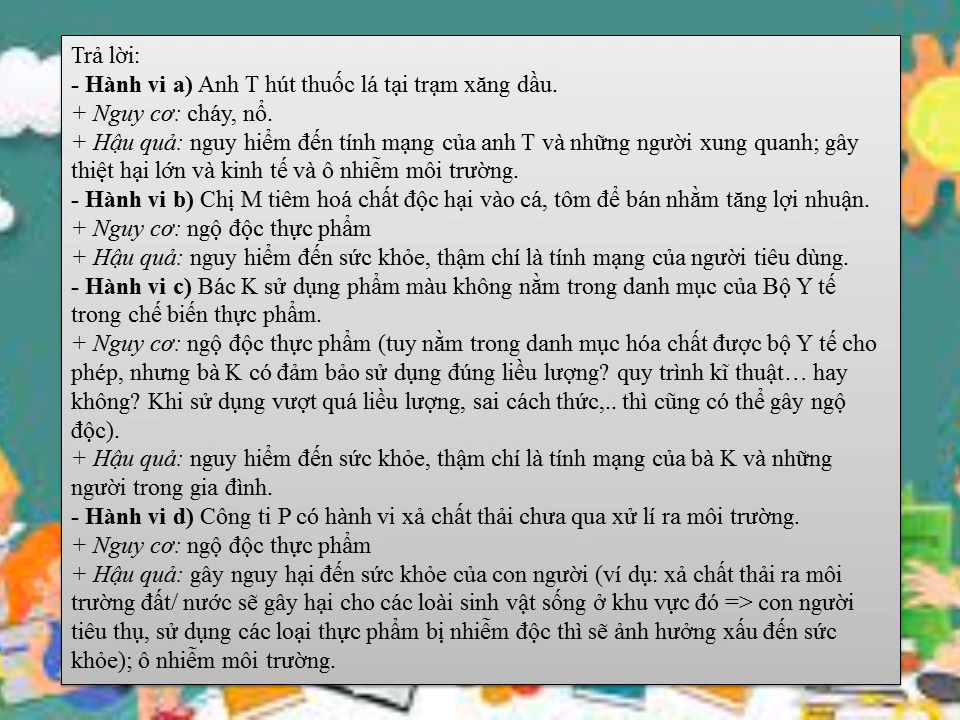 Trả lời:
- Hành vi a) Anh T hút thuốc lá tại trạm xăng dầu.
+ Nguy cơ: cháy, nổ.
+ Hậu quả: nguy hiểm đến tính mạng của anh T và những người xung quanh; gây
thiệt hại lớn và kinh tế và ô nhiễm môi trường.
- Hành vi b) Chị M tiêm hoá chất độc hại vào cá, tôm để bán nhằm tăng lợi nhuận.
+ Nguy cơ: ngộ độc thực phẩm
+ Hậu quả: nguy hiểm đến sức khỏe, thậm chí là tính mạng của người tiêu dùng.
- Hành vi c) Bác K sử dụng phẩm màu không nằm trong danh mục của Bộ Y tế
trong chế biến thực phẩm.
+ Nguy cơ: ngộ độc thực phẩm (tuy nằm trong danh mục hóa chất được bộ Y tế cho
phép, nhưng bà K có đảm bảo sử dụng đúng liều lượng? quy trình kĩ thuật… hay
không? Khi sử dụng vượt quá liều lượng, sai cách thức,.. thì cũng có thể gây ngộ
độc).
+ Hậu quả: nguy hiểm đến sức khỏe, thậm chí là tính mạng của bà K và những
người trong gia đình.
- Hành vi d) Công ti P có hành vi xả chất thải chưa qua xử lí ra môi trường.
+ Nguy cơ: ngộ độc thực phẩm
+ Hậu quả: gây nguy hại đến sức khỏe của con người (ví dụ: xả chất thải ra môi
trường đất/ nước sẽ gây hại cho các loài sinh vật sống ở khu vực đó => con người
tiêu thụ, sử dụng các loại thực phẩm bị nhiễm độc thì sẽ ảnh hưởng xấu đến sức
khỏe); ô nhiễm môi trường.